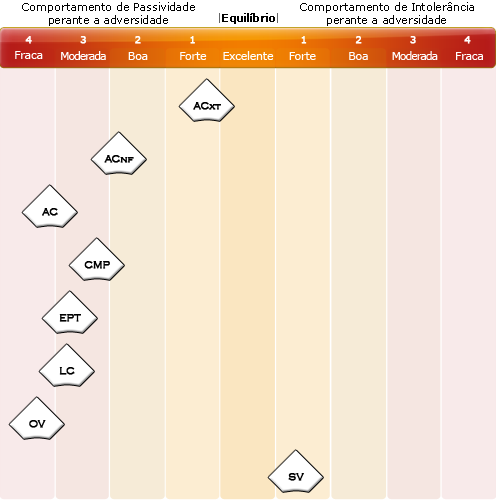 Comportamento de Passividade
perante a adversidade
|Equilíbrio|
Comportamento de Intolerância
perante a adversidade
4 3 2 1 1 2 3 4
Fraca Moderada Boa Forte Excelente Forte Boa Moderada Fraca
ACXT
ACNF
AC
CMP
EPT
LC
OV
SV